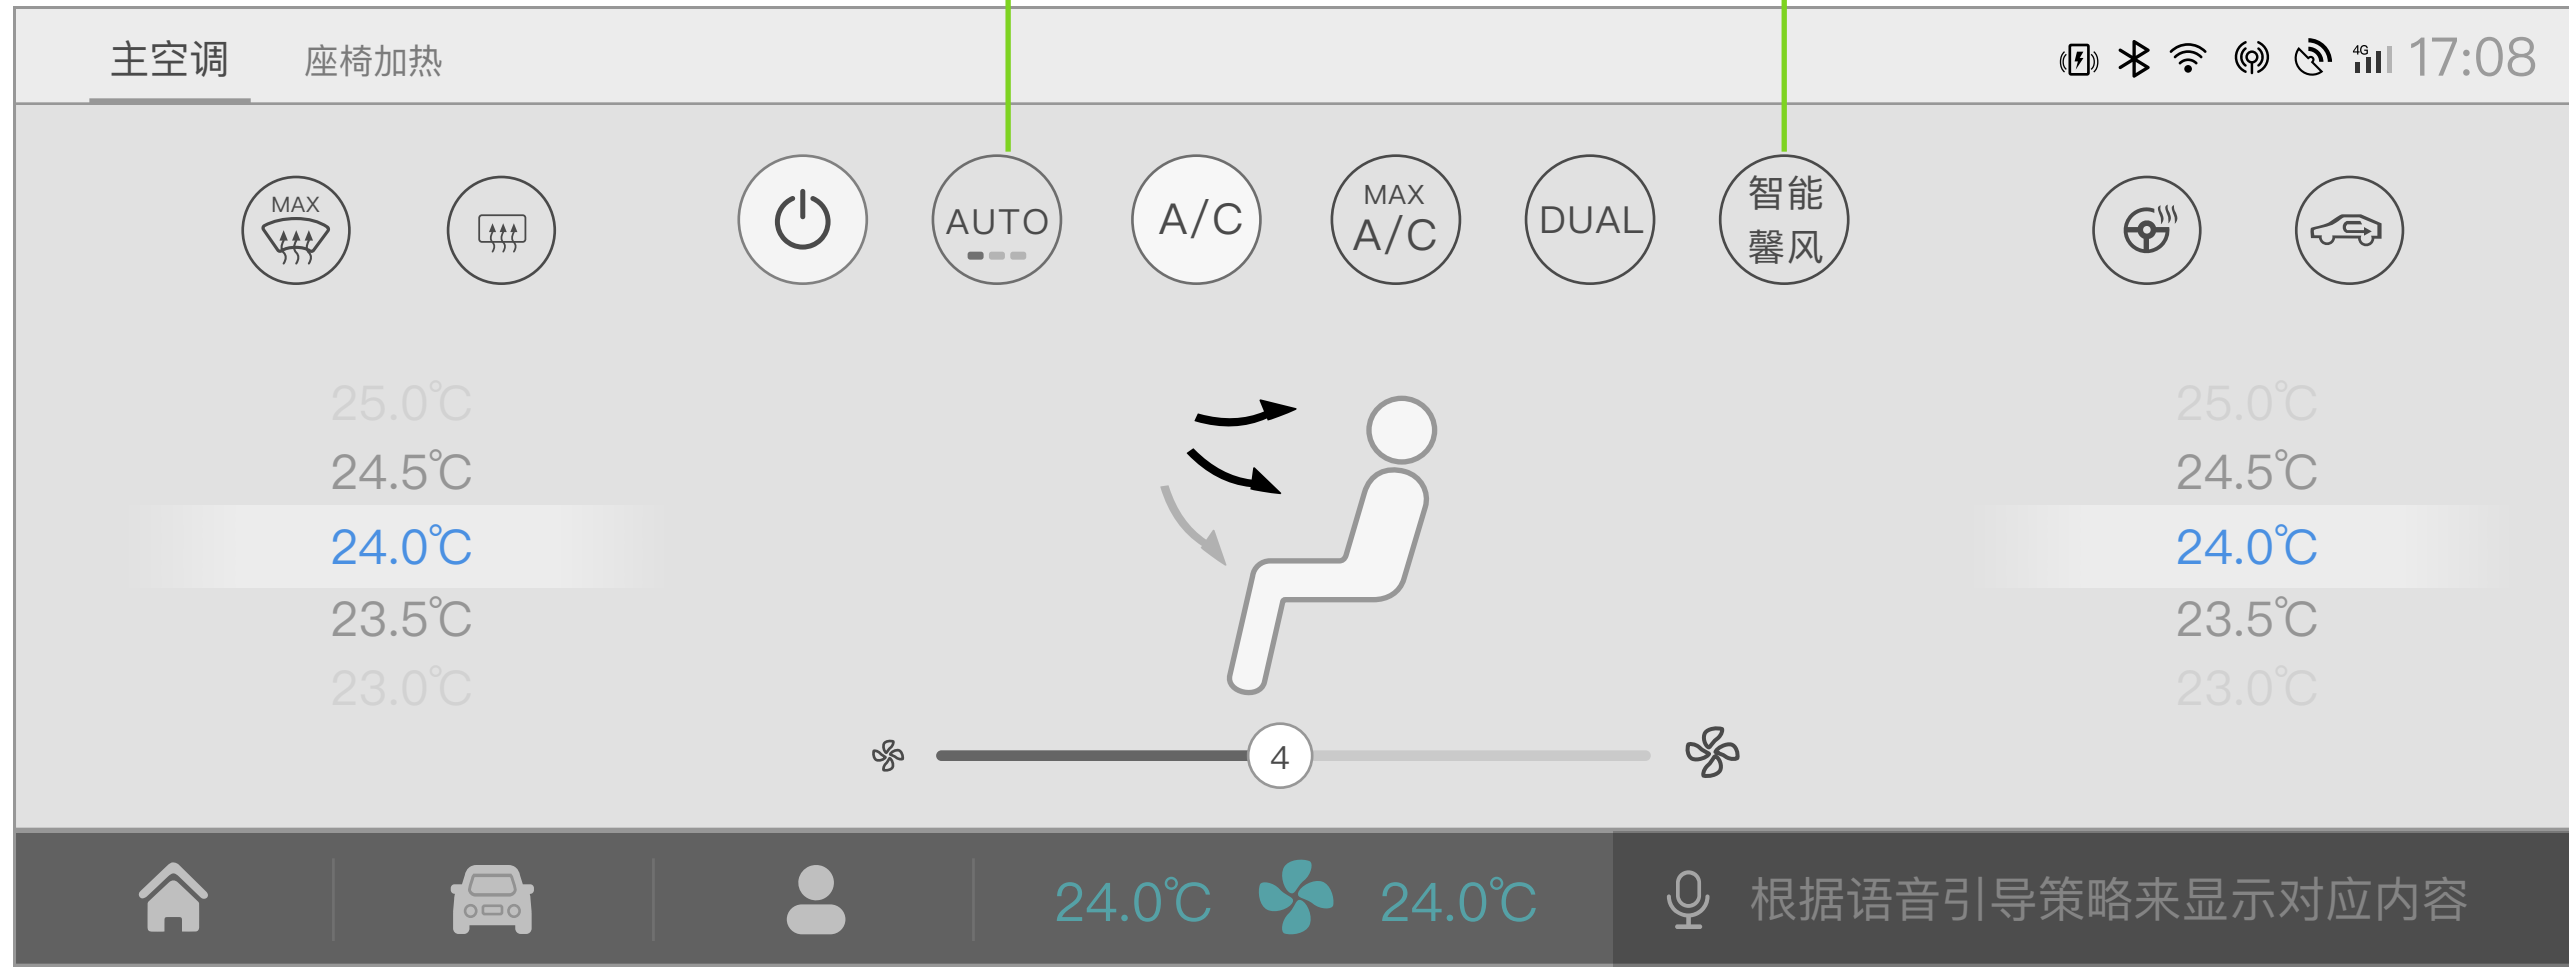 主空调
座椅加热
4G
17:08
MAX
AUTO
A/C
MAX
A/C
DUAL
智能
馨风
25.0℃
24.5℃
24.0℃
23.5℃
23.0℃
25.0℃
24.5℃
24.0℃
23.5℃
23.0℃
4
24.0℃
24.0℃
根据语音引导策略来显示对应内容